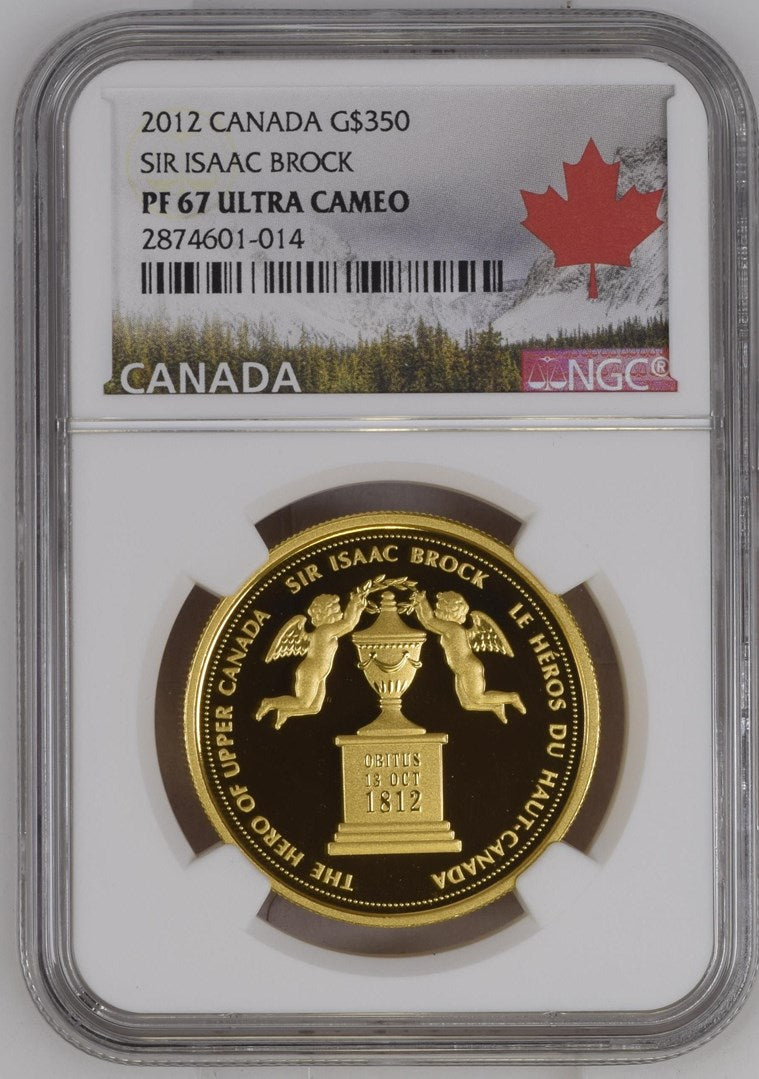 2012 CANADA G$350
SIR ISAAC BROCK
PF 67 ULTRA CAMEO
2874601-014
CANADA
NGC®
THE HERO OF UPPER CANADA SIR ISAAC BROCK LE HÉROS DU HAUT-CANADA
OBITUS
13 OCT
1812